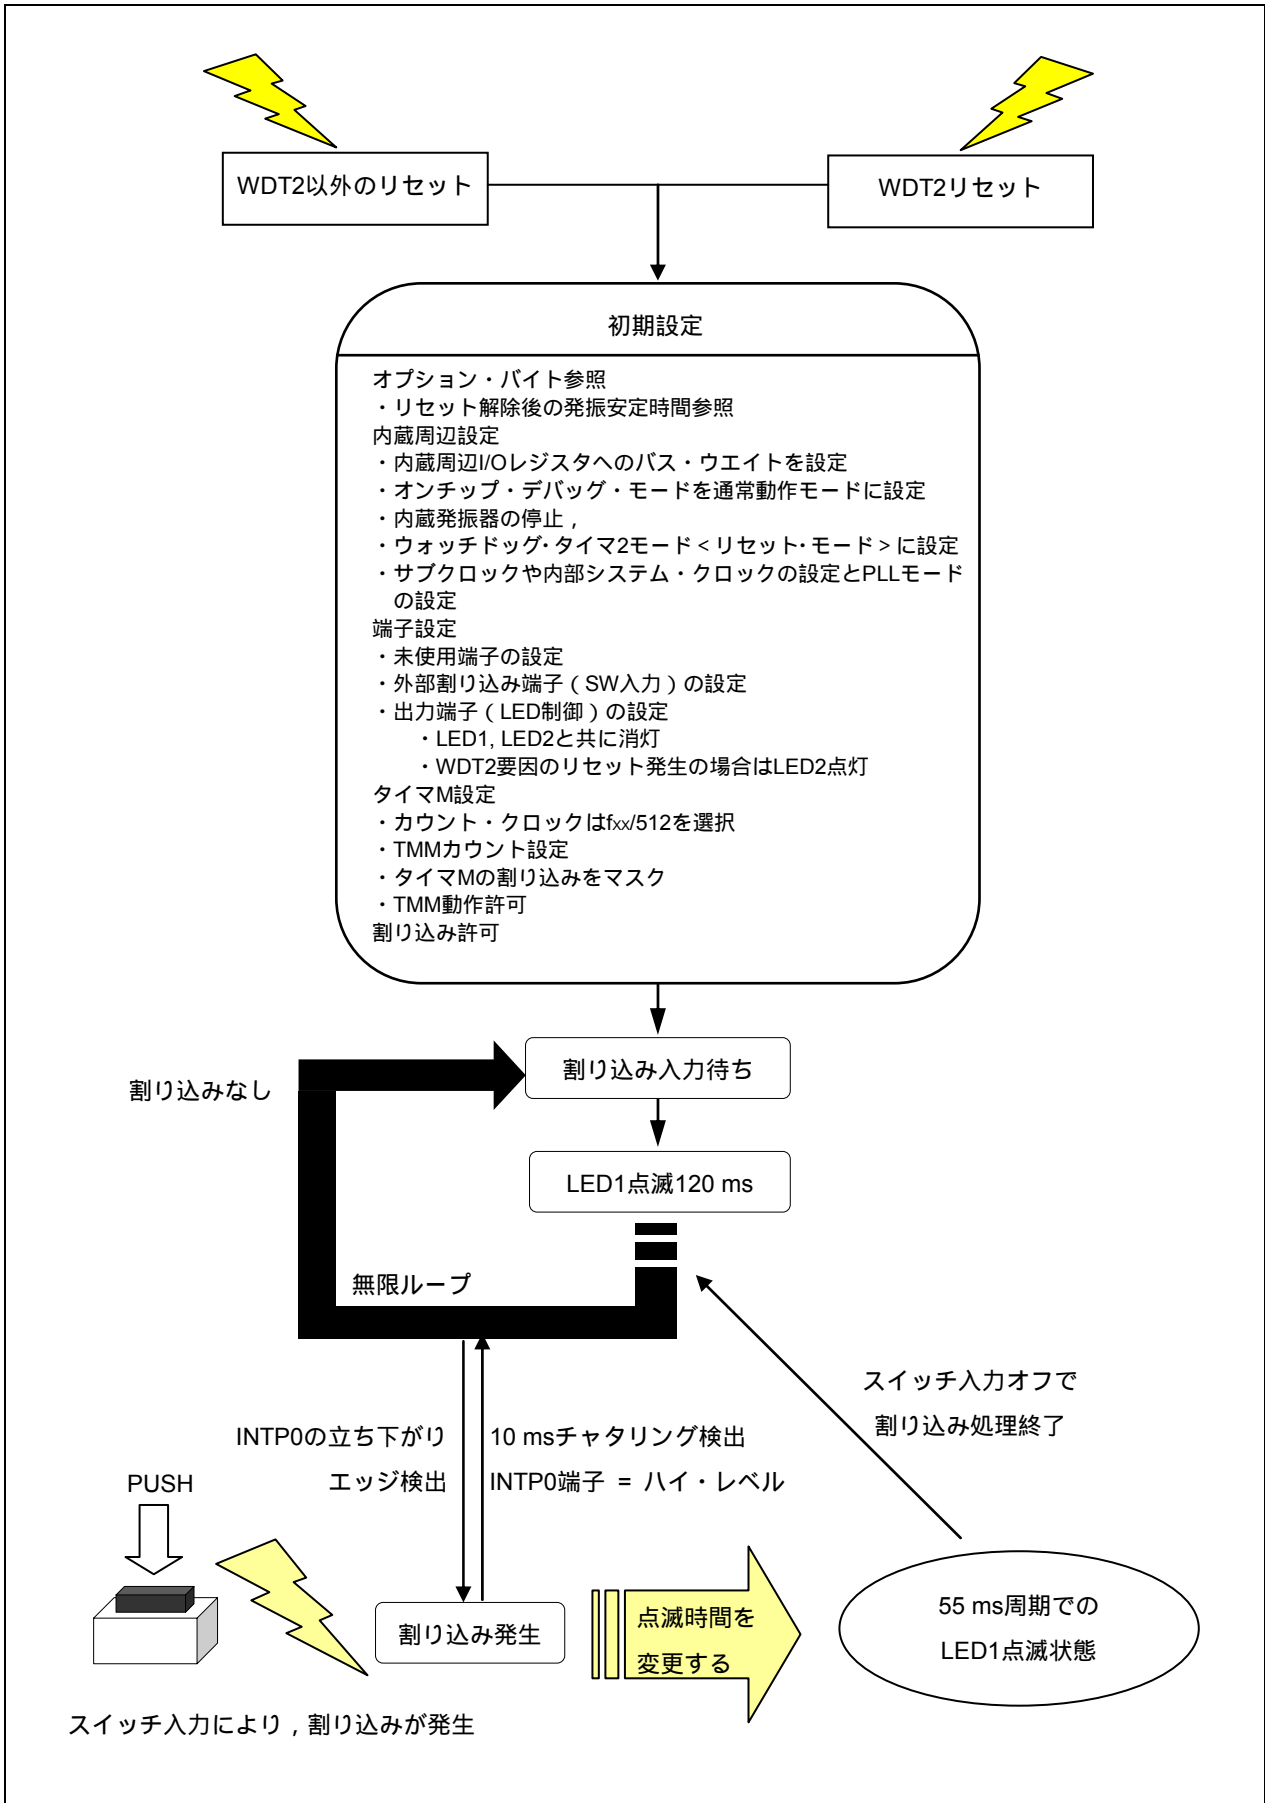 WDT2以外のリセット
WDT2リセット
初期設定
オプション・バイト参照
・リセット解除後の発振安定時間参照
内蔵周辺設定
・内蔵周辺I/Oレジスタへのバス・ウエイトを設定
・オンチップ・デバッグ・モードを通常動作モードに設定
・内蔵発振器の停止，
・ウォッチドッグ・タイマ2モード＜リセット・モード＞に設定
・サブクロックや内部システム・クロックの設定とPLLモード
の設定
端子設定
・未使用端子の設定
・外部割り込み端子（SW入力）の設定
・出力端子（LED制御）の設定
・LED1, LED2と共に消灯
・WDT2要因のリセット発生の場合はLED2点灯
タイマM設定
・カウント・クロックはfxx/512を選択
・TMMカウント設定
・タイマMの割り込みをマスク
・TMM動作許可
割り込み許可
割り込み入力待ち
割り込みなし
LED1点滅120 ms
無限ループ
スイッチ入力オフで
割り込み処理終了
INTP0の立ち下がり
エッジ検出
10 msチャタリング検出
INTP0端子 = ハイ・レベル
PUSH
割り込み発生
点滅時間を
変更する
55 ms周期での
LED1点滅状態
スイッチ入力により，割り込みが発生